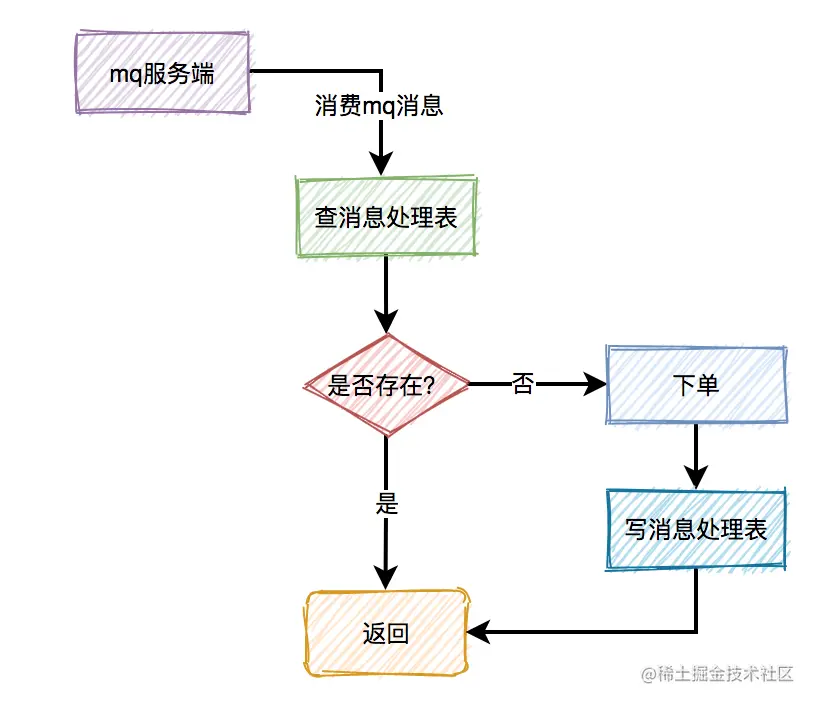 mq服务端
消费mq消息
查消息处理表
是否存在?
否
下单
是
写消息处理表
返回
@稀土掘金技术社区